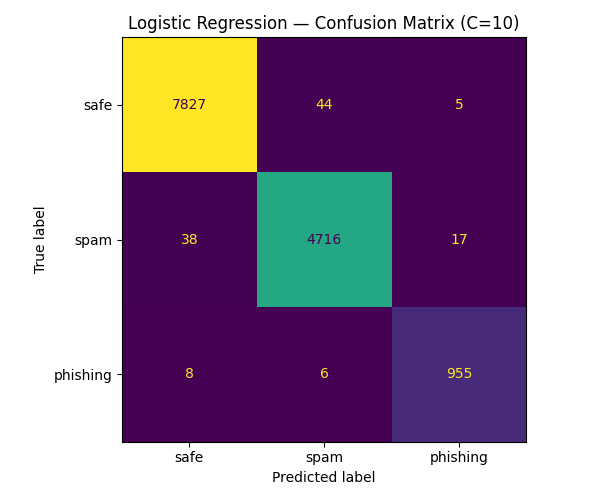 Logistic Regression — Confusion Matrix (C=10)
safe 7827 44 5
spam 38 4716 17
phishing 8 6 955
True label
safe spam phishing
Predicted label